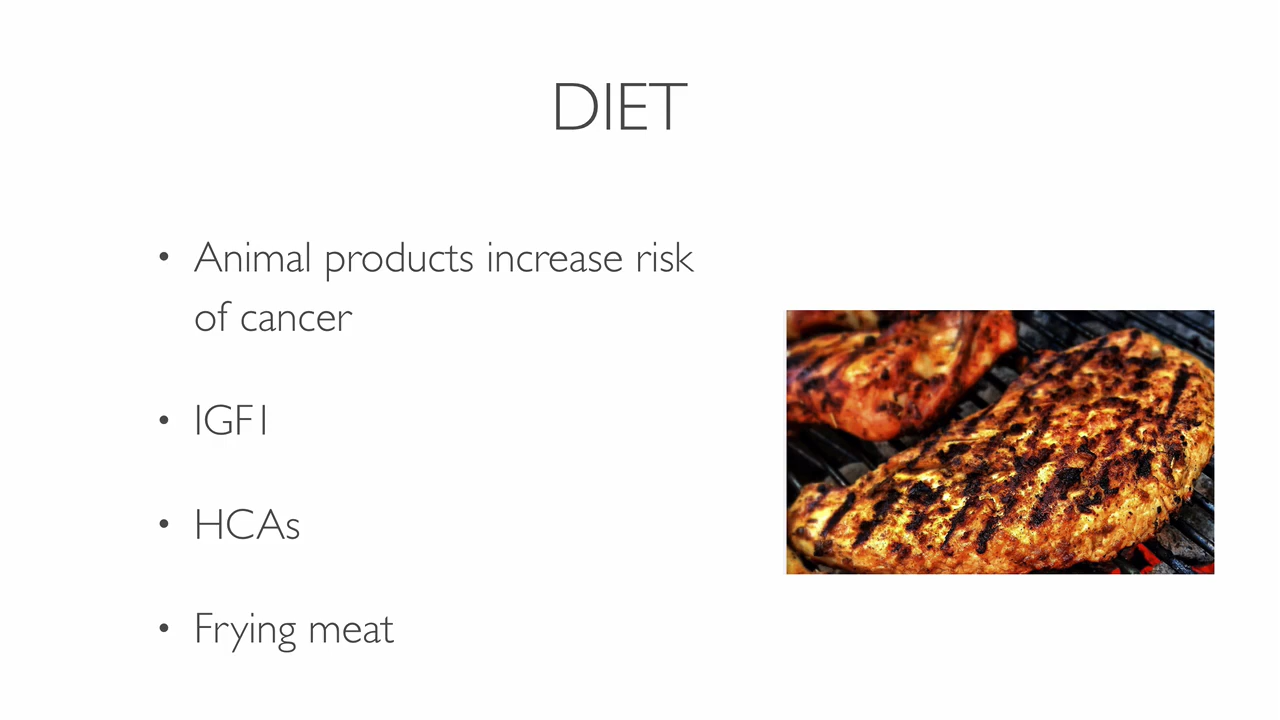 DIET
• Animal products increase risk
of cancer
• IGF1
• HCAs
• Frying meat